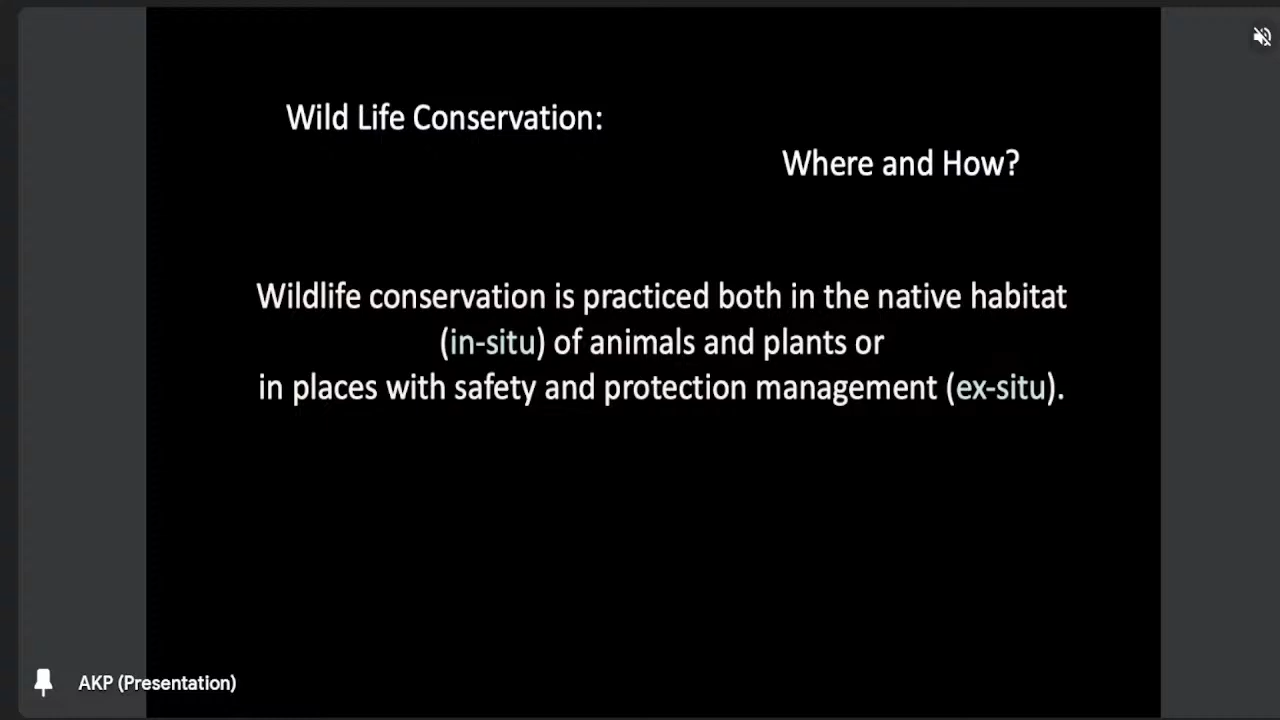 Wild Life Conservation:
Where and How?
Wildlife conservation is practiced both in the native habitat
(in-situ) of animals and plants or
in places with safety and protection management (ex-situ).
AKP (Presentation)